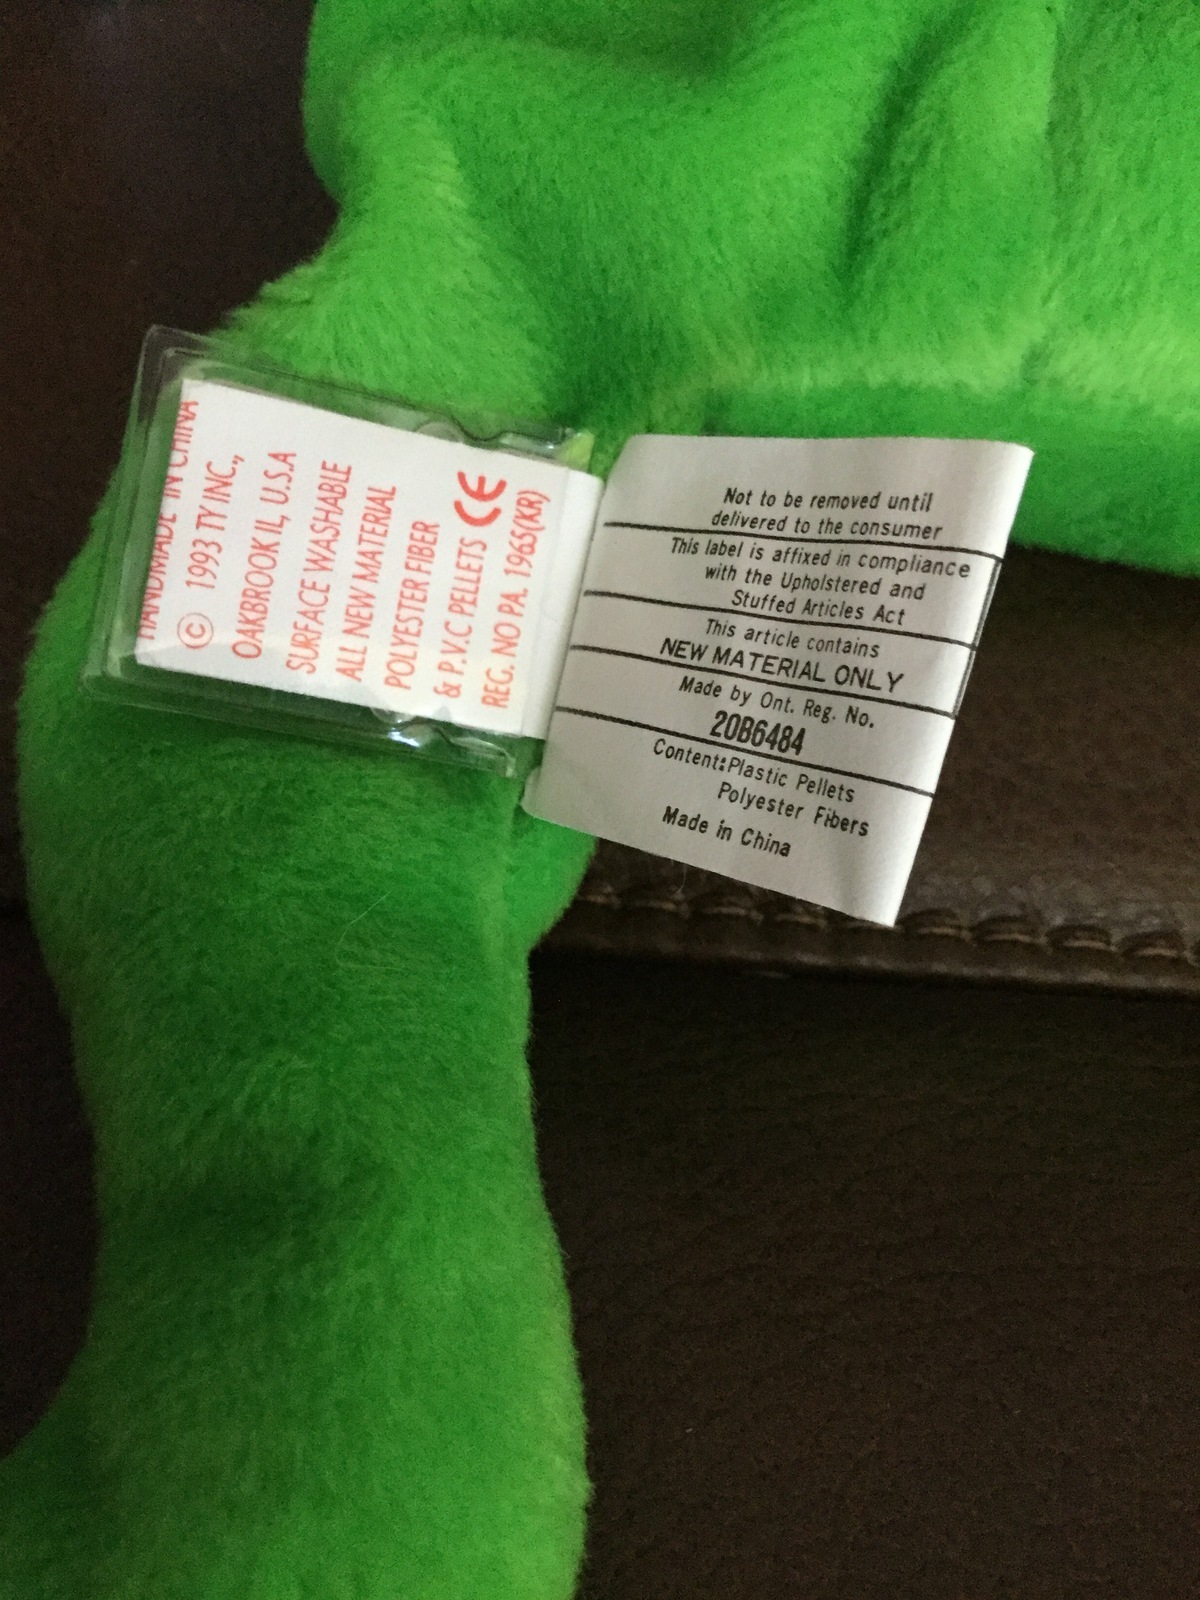 HANDMADE IN CHINA
© 1993 TY INC.,
OAKBROOK IL, U.S.A
SURFACE WASHABLE
ALL NEW MATERIAL
POLYESTER FIBER
& P.V.C PELLETS CE
REG. NO PA. 1965(KR)
Not to be removed until
delivered to the consumer
This label is affixed in compliance
with the Upholstered and
Stuffed Articles Act
This article contains
NEW MATERIAL ONLY
Made by Ont. Reg. No.
20B6484
Content:Plastic Pellets
Polyester Fibers
Made in China